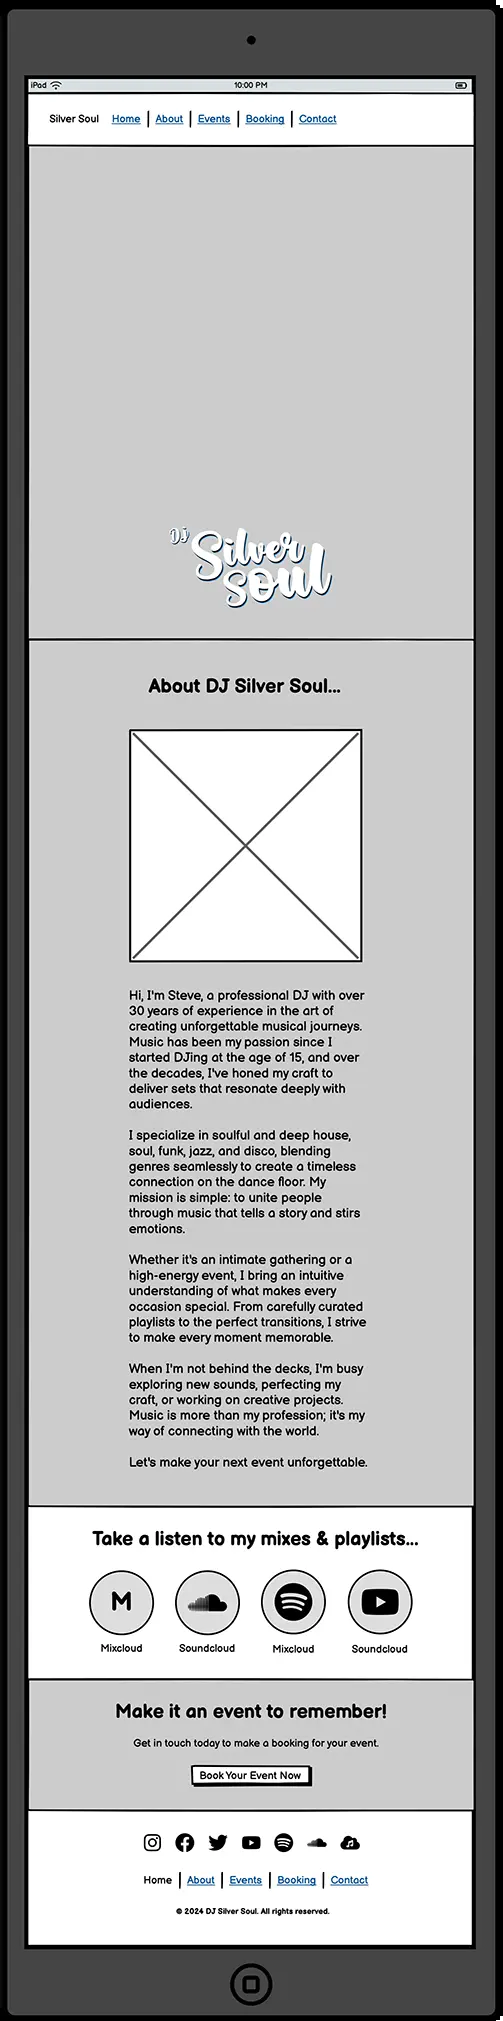 iPad 10:00 PM
Silver Soul Home About Events Booking Contact
DJ
Silver
Soul
About DJ Silver Soul...
Hi, I'm Steve, a professional DJ with over
30 years of experience in the art of
creating unforgettable musical journeys.
Music has been my passion since I
started DJing at the age of 15, and over
the decades, I've honed my craft to
deliver sets that resonate deeply with
audiences.
I specialize in soulful and deep house,
soul, funk, jazz, and disco, blending
genres seamlessly to create a timeless
connection on the dance floor. My
mission is simple: to unite people
through music that tells a story and stirs
emotions.
Whether it's an intimate gathering or a
high-energy event, I bring an intuitive
understanding of what makes every
occasion special. From carefully curated
playlists to the perfect transitions, I strive
to make every moment memorable.
When I'm not behind the decks, I'm busy
exploring new sounds, perfecting my
craft, or working on creative projects.
Music is more than my profession; it's my
way of connecting with the world.
Let's make your next event unforgettable.
Take a listen to my mixes & playlists...
M
Mixcloud Soundcloud Mixcloud Soundcloud
Make it an event to remember!
Get in touch today to make a booking for your event.
Book Your Event Now
Home About Events Booking Contact
© 2024 DJ Silver Soul. All rights reserved.